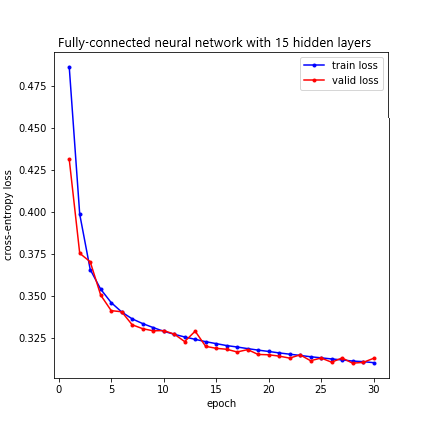 Fully-connected neural network with 15 hidden layers
train loss
valid loss
0.475
0.450
0.425
0.400
0.375
0.350
0.325
cross-entropy loss
0 5 10 15 20 25 30
epoch